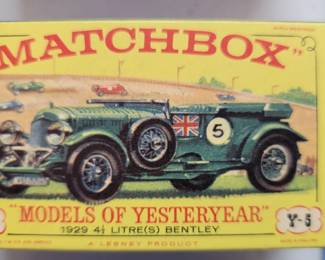 "MATCHBOX"
5
"MODELS OF YESTERYEAR"
1929 4½ LITRE(S) BENTLEY
Y-5
A LESNEY PRODUCT